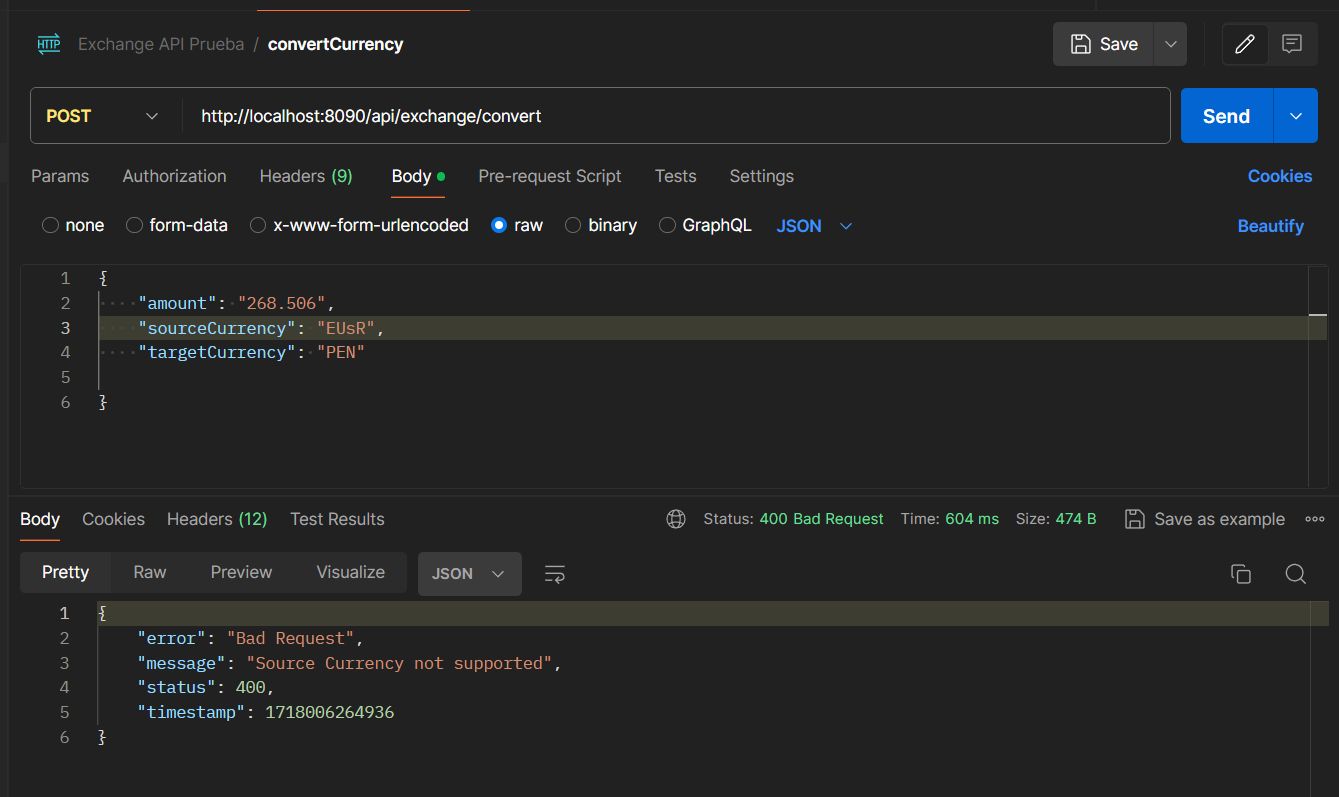 HTTP Exchange API Prueba / convertCurrency Save
POST http://localhost:8090/api/exchange/convert Send
Params Authorization Headers (9) Body Pre-request Script Tests Settings Cookies
none form-data x-www-form-urlencoded raw binary GraphQL JSON Beautify
1 {
2 "amount": "268.506",
3 "sourceCurrency": "EUsR",
4 "targetCurrency": "PEN"
5
6 }
Body Cookies Headers (12) Test Results Status: 400 Bad Request Time: 604 ms Size: 474 B Save as example
Pretty Raw Preview Visualize JSON
1 {
2 "error": "Bad Request",
3 "message": "Source Currency not supported",
4 "status": 400,
5 "timestamp": 1718006264936
6 }